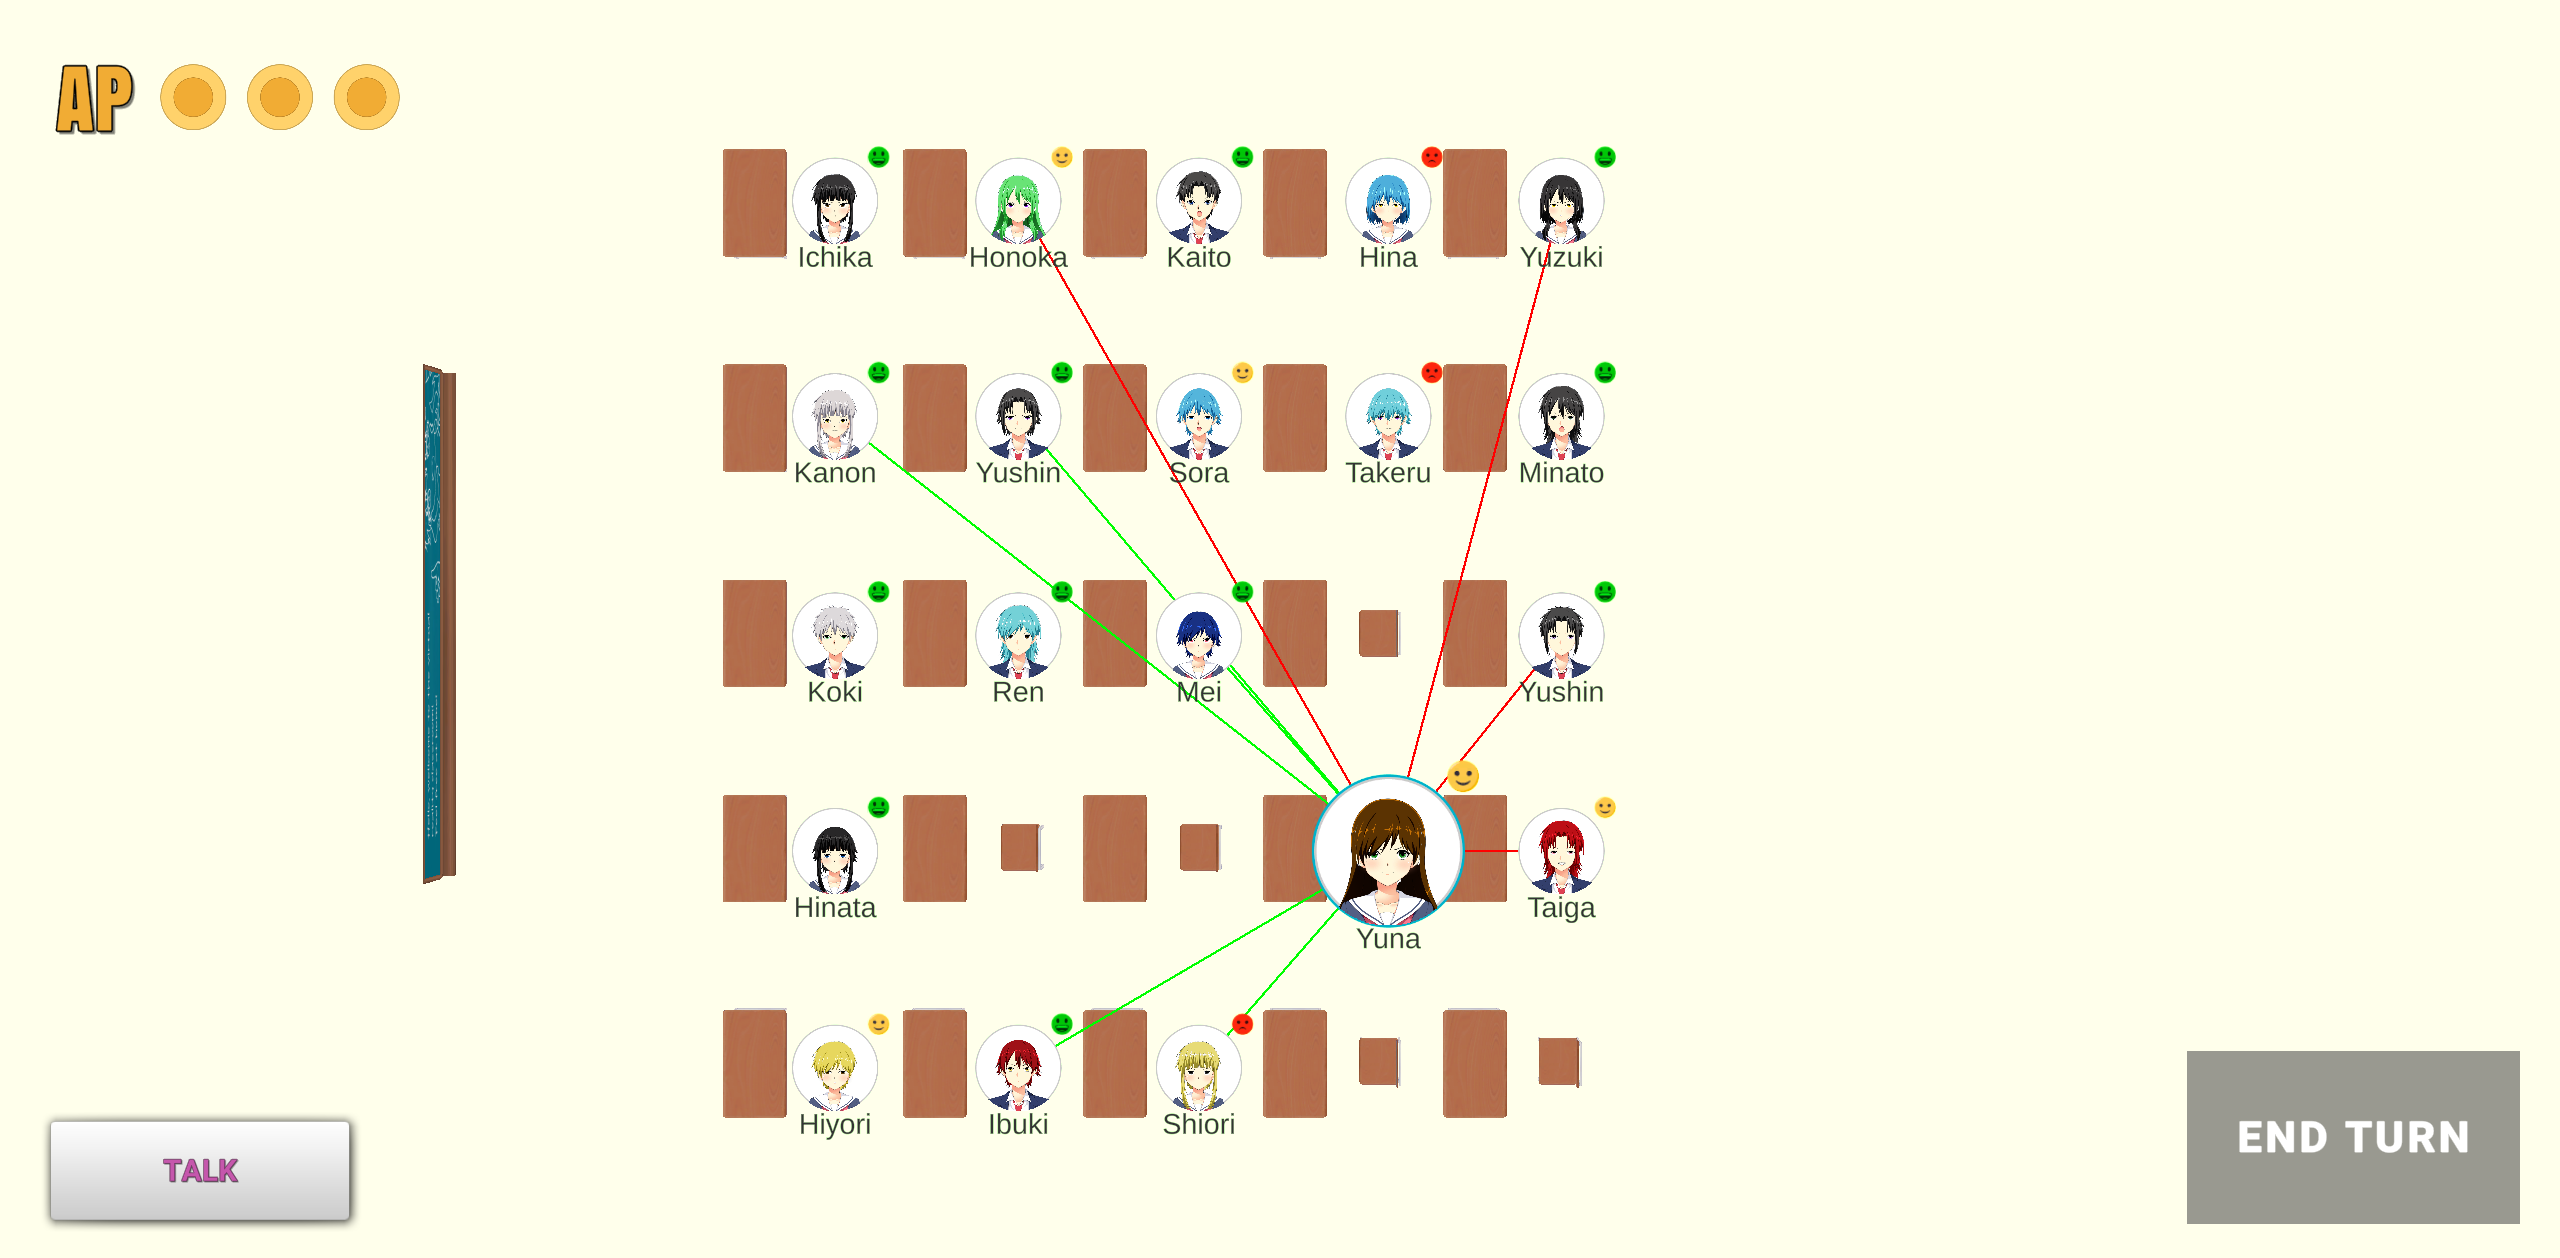 AP
Ichika Honoka Kaito Hina Yuzuki
Kanon Yushin Sora Takeru Minato
Koki Ren Mei Yushin
Hinata Yuna Taiga
Hiyori Ibuki Shiori
TALK
END TURN